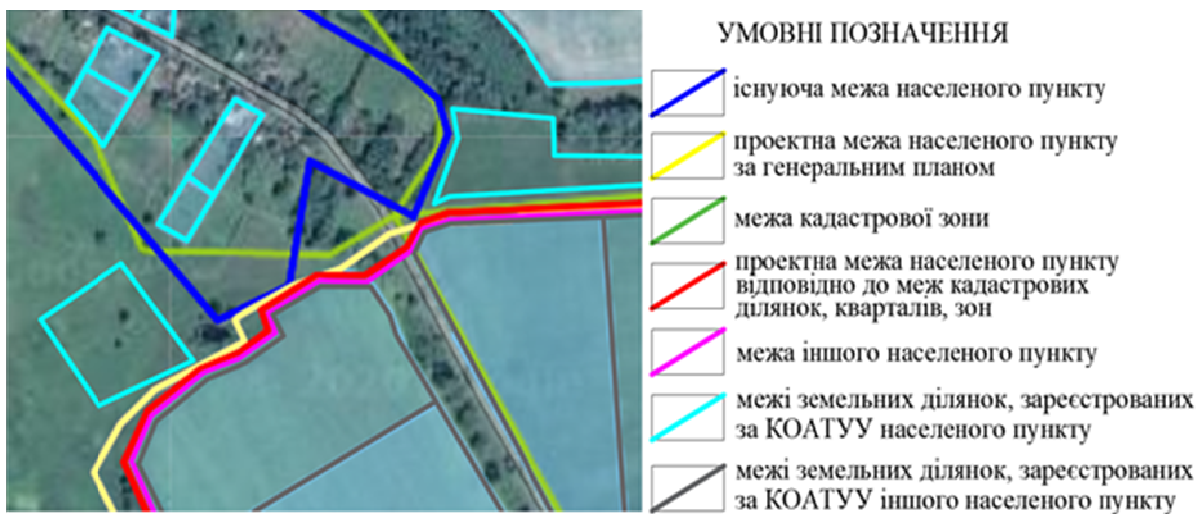 УМОВНІ ПОЗНАЧЕННЯ
існуюча межа населеного пункту
проектна межа населеного пункту
за генеральним планом
межа кадастрової зони
проектна межа населеного пункту
відповідно до меж кадастрових
ділянок, кварталів, зон
межа іншого населеного пункту
межі земельних ділянок, зареєстрованих
за КОАТУУ населеного пункту
межі земельних ділянок, зареєстрованих
за КОАТУУ іншого населеного пункту